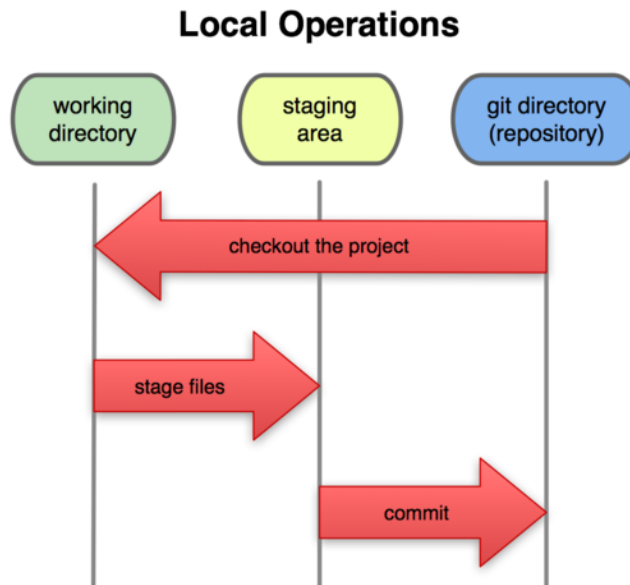 Local Operations
working
directory
staging
area
git directory
(repository)
checkout the project
stage files
commit